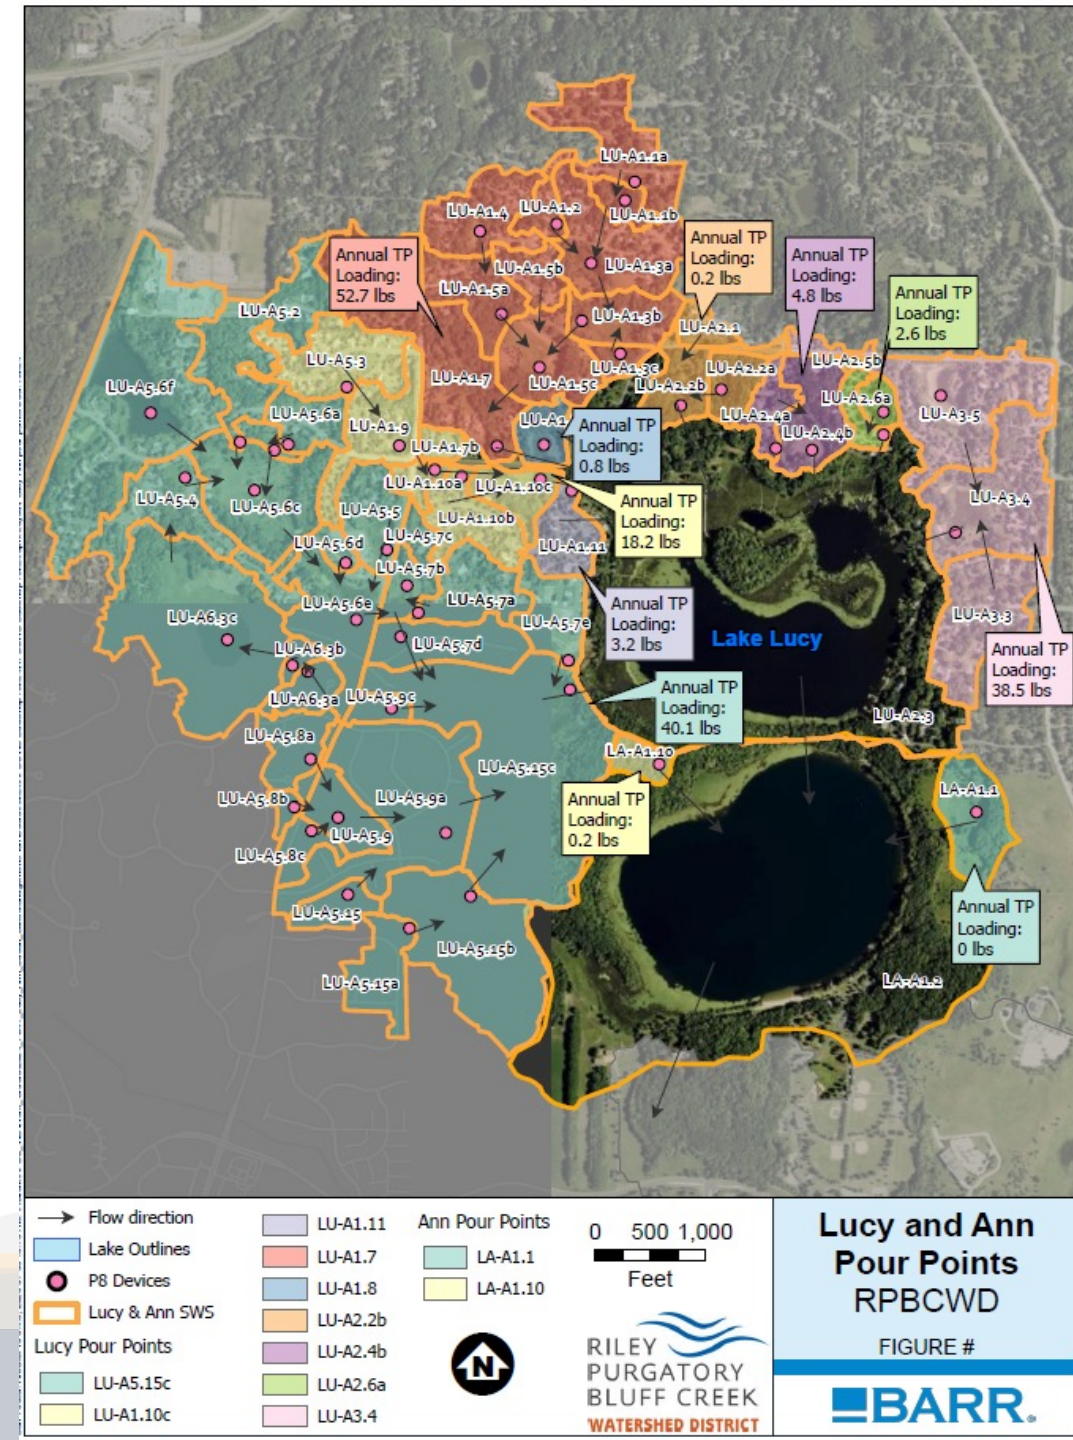 LU-A1.1a
LU-A1.4
LU-A1.2
LU-A1.1b
Annual TP
Loading:
52.7 lbs
LU-A1.5b
LU-A1.3a
Annual TP
Loading:
0.2 lbs
Annual TP
Loading:
4.8 lbs
LU-A1.5a
Annual TP
Loading:
2.6 lbs
LU-A5.2
LU-A1.3b
LU-A2.1
LU-A5.3
LU-A1.3c
LU-A2.5b
LU-A1.7
LU-A1.5c
LU-A2.2a
LU-A2.2b
LU-A5.6f
LU-A2.6a
LU-A5.6a
LU-A1.9
LU-A2.4a
LU-A3.5
LU-A1.7b
LU-A1
Annual TP
Loading:
0.8 lbs
LU-A2.4b
LU-A5.4
LU-A1.10a
LU-A1.10c
LU-A3.4
LU-A5.6c
LU-A5.5
LU-A1.10b
Annual TP
Loading:
18.2 lbs
LU-A5.6d
LU-A5.7c
LU-A1.11
LU-A5.7b
LU-A5.6e
LU-A5.7a
Annual TP
Loading:
3.2 lbs
LU-A3.3
LU-A6.3c
LU-A5.7e
Lake Lucy
LU-A6.3b
LU-A5.7d
Annual TP
Loading:
38.5 lbs
LU-A6.3a
LU-A5.9c
Annual TP
Loading:
40.1 lbs
LU-A2.3
LU-A5.8a
LA-A1.10
LU-A5.15c
LU-A5.8b
LU-A5.9a
Annual TP
Loading:
0.2 lbs
LA-A1.1
LU-A5.9
LU-A5.8c
LU-A5.15
Annual TP
Loading:
0 lbs
LU-A5.15b
LU-A5.15a
LA-A1.2
Flow direction
Lake Outlines
P8 Devices
Lucy & Ann SWS
Lucy Pour Points
LU-A5.15c
LU-A1.10c
LU-A1.11
LU-A1.7
LU-A1.8
LU-A2.2b
LU-A2.4b
LU-A2.6a
LU-A3.4
Ann Pour Points
LA-A1.1
LA-A1.10
N
0 500 1,000
Feet
RILEY
PURGATORY
BLUFF CREEK
WATERSHED DISTRICT
Lucy and Ann
Pour Points
RPBCWD
FIGURE #
BARR